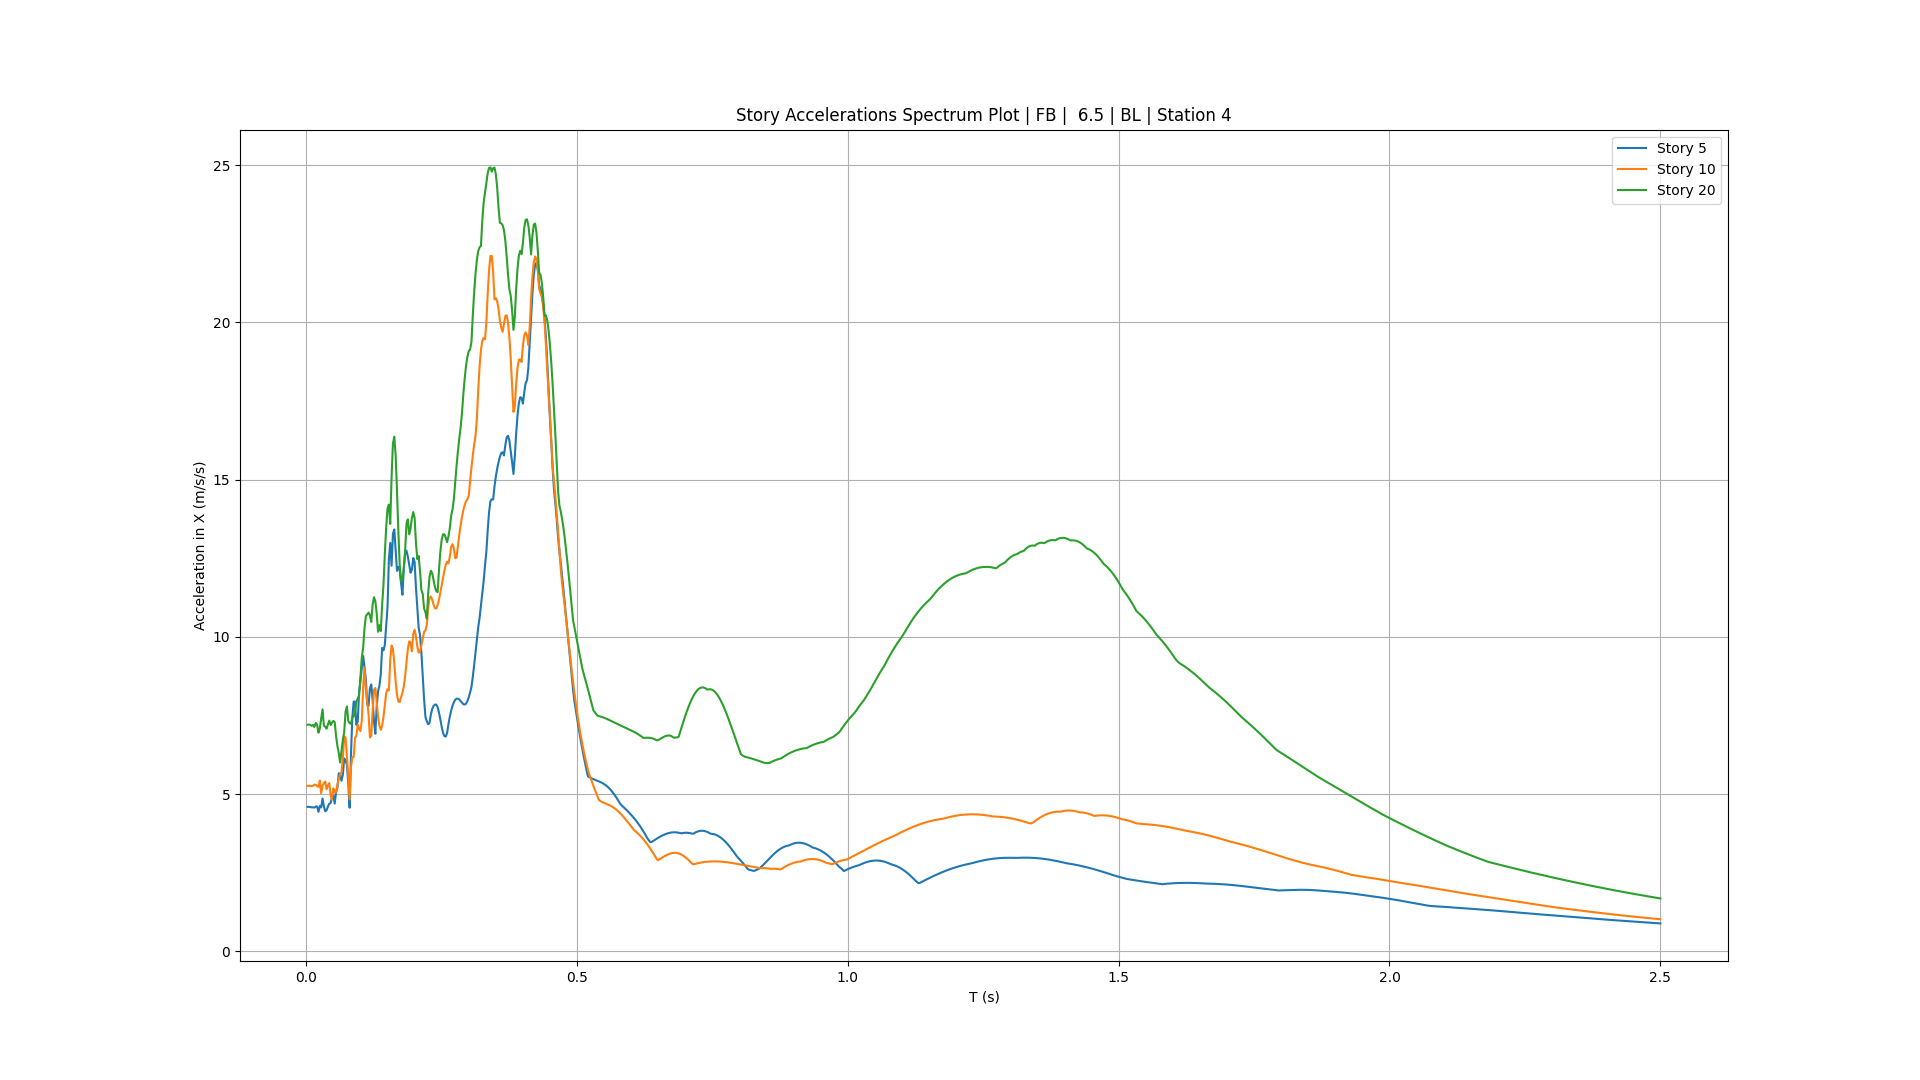 Story Accelerations Spectrum Plot | FB |  6.5 | BL | Station 4
Story 5
Story 10
Story 20
Acceleration in X (m/s/s)
25
20
15
10
5
0
0.0 0.5 1.0 1.5 2.0 2.5
T (s)